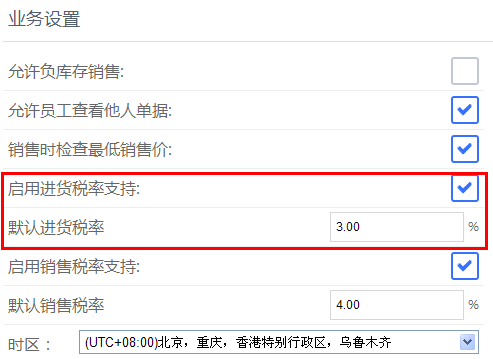 业务设置
允许负库存销售:
允许员工查看他人单据:
销售时检查最低销售价:
启用进货税率支持:
默认进货税率 3.00 %
启用销售税率支持:
默认销售税率 4.00 %
时区： (UTC+08:00)北京，重庆，香港特别行政区，乌鲁木齐